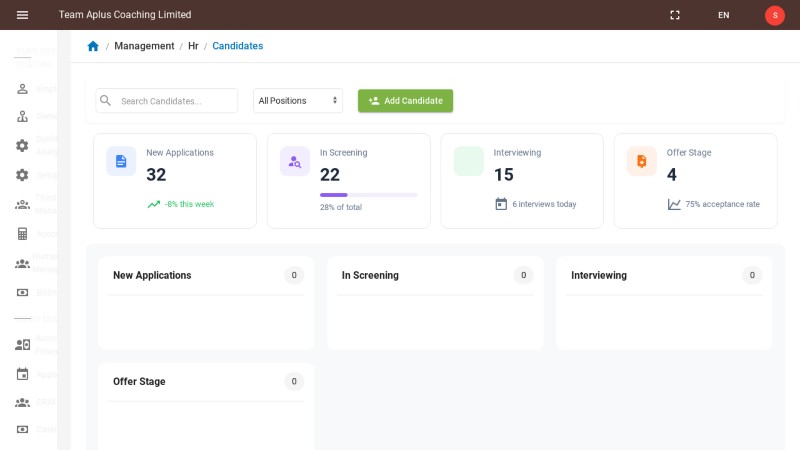 Team Aplus Coaching Limited
EN
S
/ Management / Hr / Candidates
Search Candidates...
All Positions
Add Candidate
New Applications
32
-8% this week
In Screening
22
28% of total
Interviewing
15
6 interviews today
Offer Stage
4
75% acceptance rate
New Applications
0
In Screening
0
Interviewing
0
Offer Stage
0